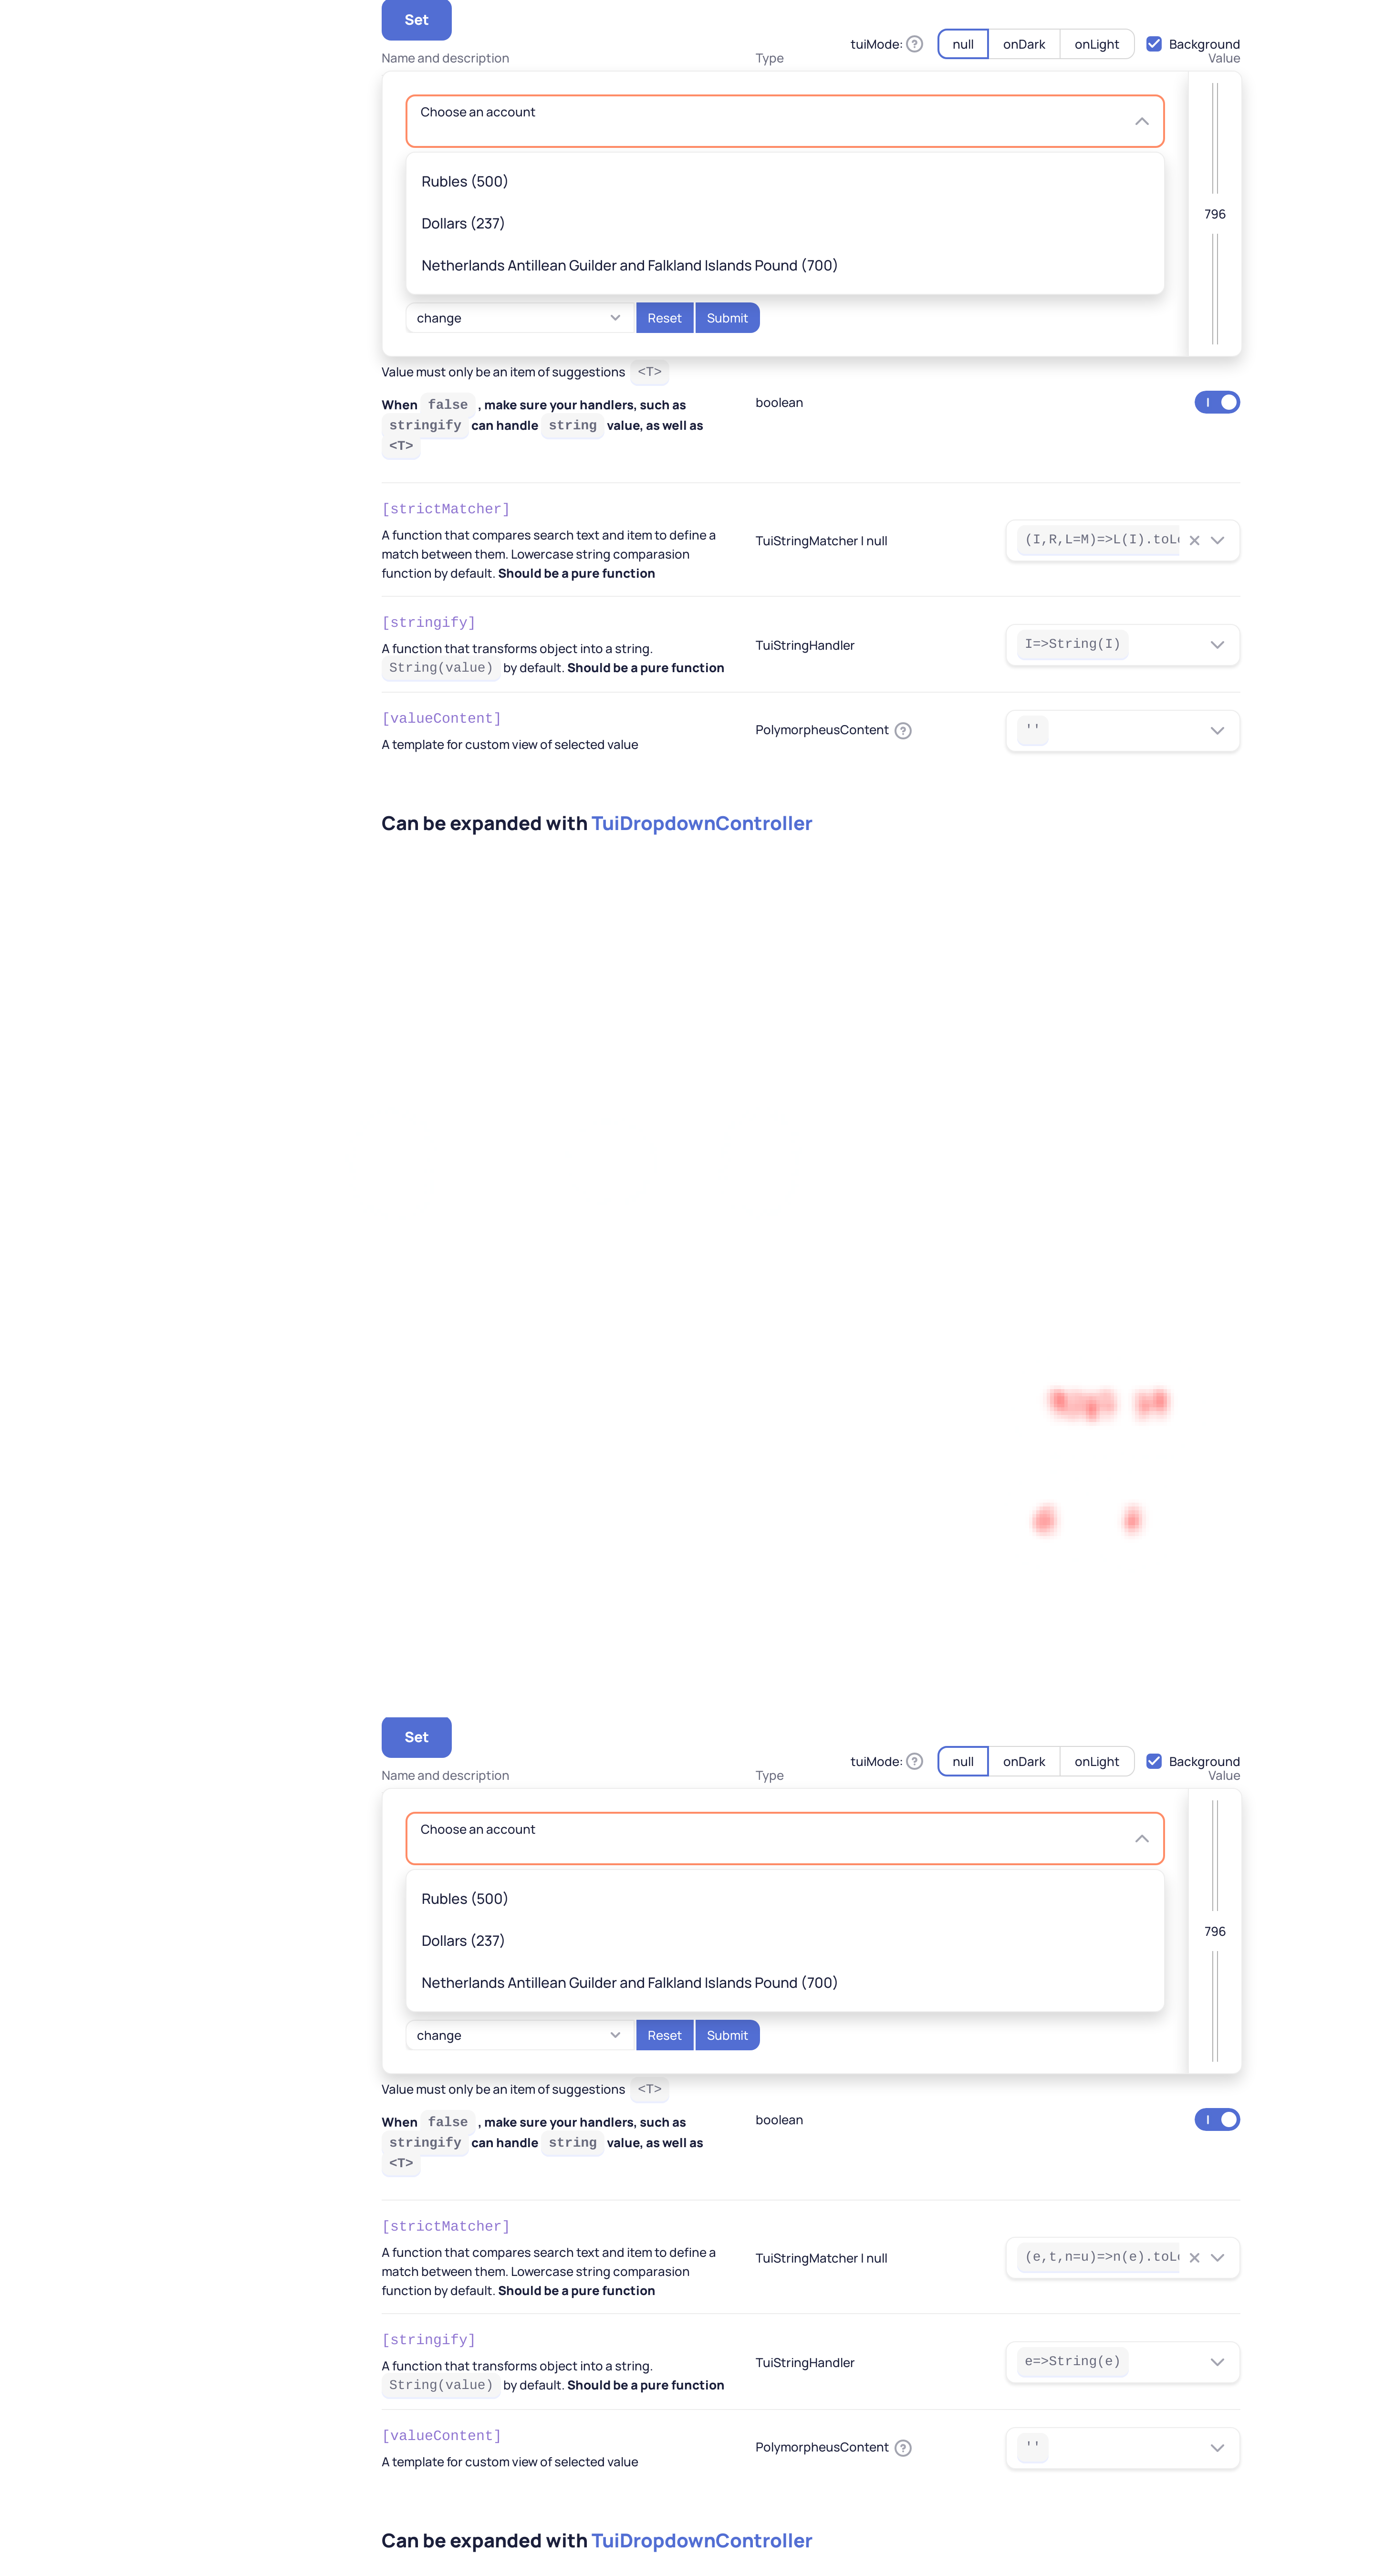 Set
tuiMode: null onDark onLight Background
Name and description Type Value
Choose an account
Rubles (500)
796
Dollars (237)
Netherlands Antillean Guilder and Falkland Islands Pound (700)
change Reset Submit
Value must only be an item of suggestions <T>
When false , make sure your handlers, such as
boolean
stringify can handle string value, as well as
<T>
[strictMatcher]
A function that compares search text and item to define a
match between them. Lowercase string comparasion
function by default. Should be a pure function
TuiStringMatcher | null
(I,R,L=M)=>L(I).toLo
[stringify]
A function that transforms object into a string.
String(value) by default. Should be a pure function
TuiStringHandler
I=>String(I)
[valueContent]
A template for custom view of selected value
PolymorpheusContent
''
Can be expanded with TuiDropdownController
Set
tuiMode: null onDark onLight Background
Name and description Type Value
Choose an account
Rubles (500)
796
Dollars (237)
Netherlands Antillean Guilder and Falkland Islands Pound (700)
change Reset Submit
Value must only be an item of suggestions <T>
When false , make sure your handlers, such as
boolean
stringify can handle string value, as well as
<T>
[strictMatcher]
A function that compares search text and item to define a
match between them. Lowercase string comparasion
function by default. Should be a pure function
TuiStringMatcher | null
(e,t,n=u)=>n(e).toLo
[stringify]
A function that transforms object into a string.
String(value) by default. Should be a pure function
TuiStringHandler
e=>String(e)
[valueContent]
A template for custom view of selected value
PolymorpheusContent
''
Can be expanded with TuiDropdownController